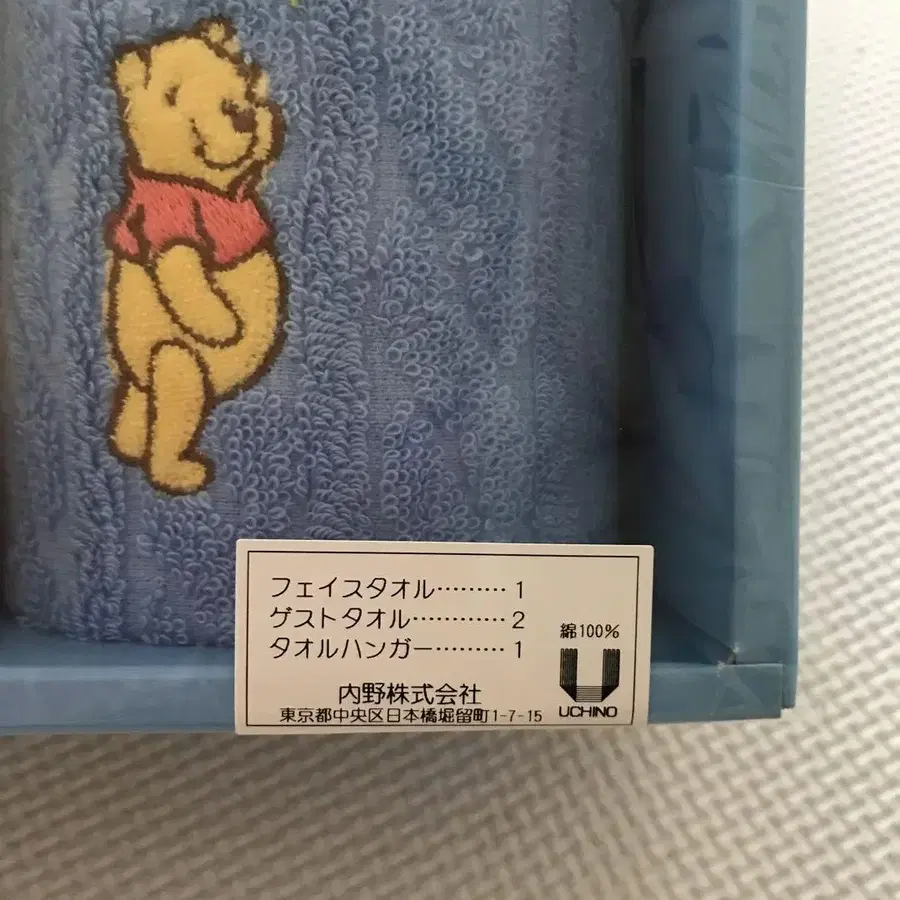 フェイスタオル………1
ゲストタオル…………2
タオルハンガー………1
綿100%
UCHINO
内野株式会社
東京都中央区日本橋堀留町1-7-15